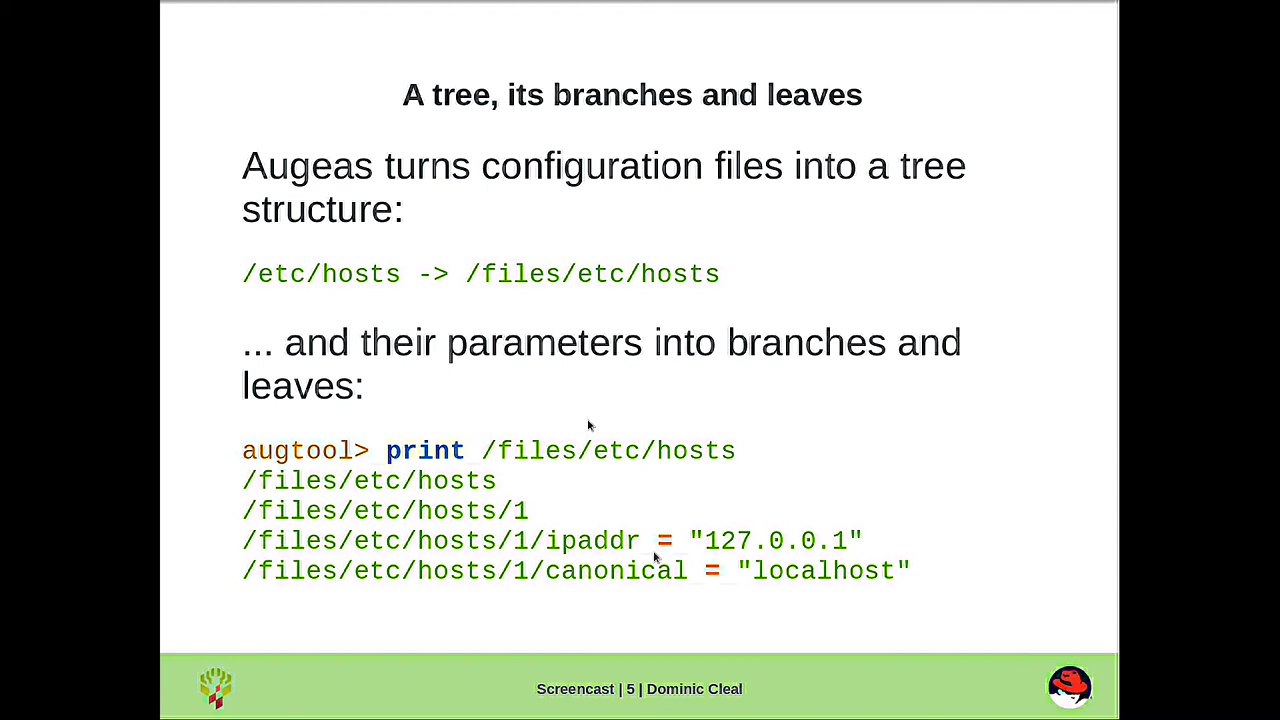 A tree, its branches and leaves
Augeas turns configuration files into a tree
structure:
/etc/hosts -> /files/etc/hosts
... and their parameters into branches and
leaves:
augtool> print /files/etc/hosts
/files/etc/hosts
/files/etc/hosts/1
/files/etc/hosts/1/ipaddr = "127.0.0.1"
/files/etc/hosts/1/canonical = "localhost"
Screencast | 5 | Dominic Cleal